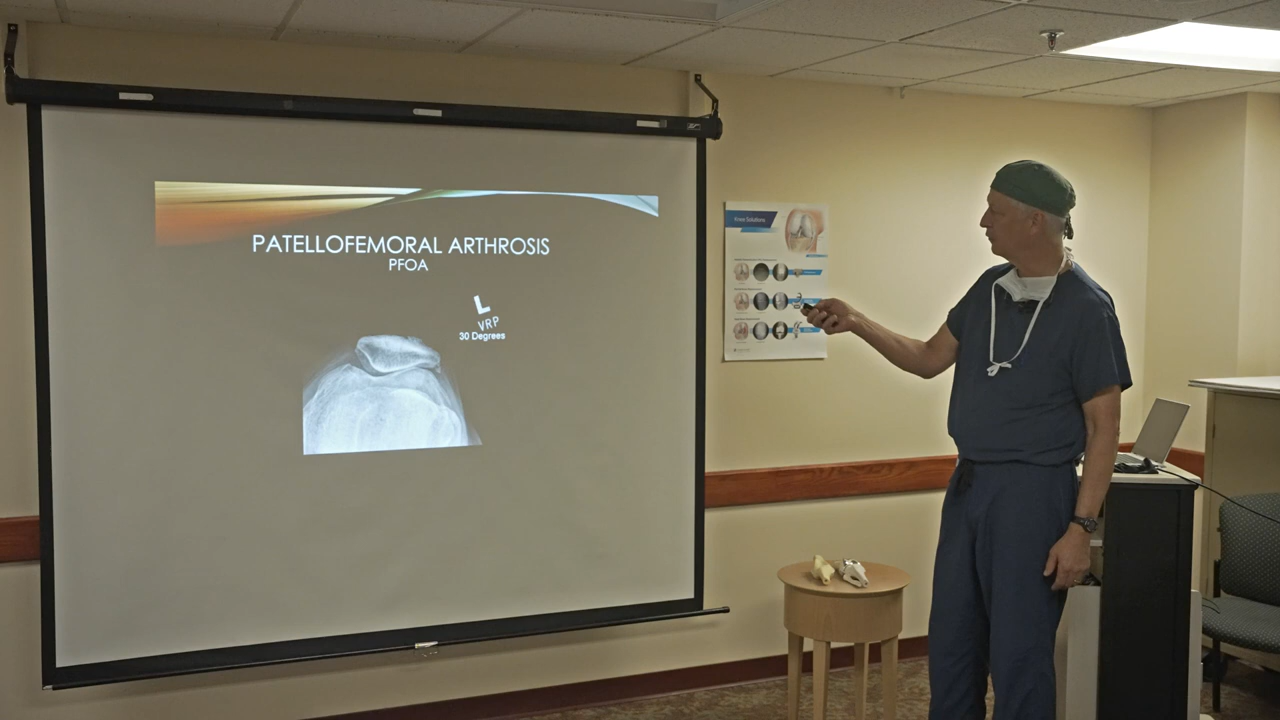 PATELLOFEMORAL ARTHROSIS
PFOA
L
VRP
30 Degrees
Knee Solutions